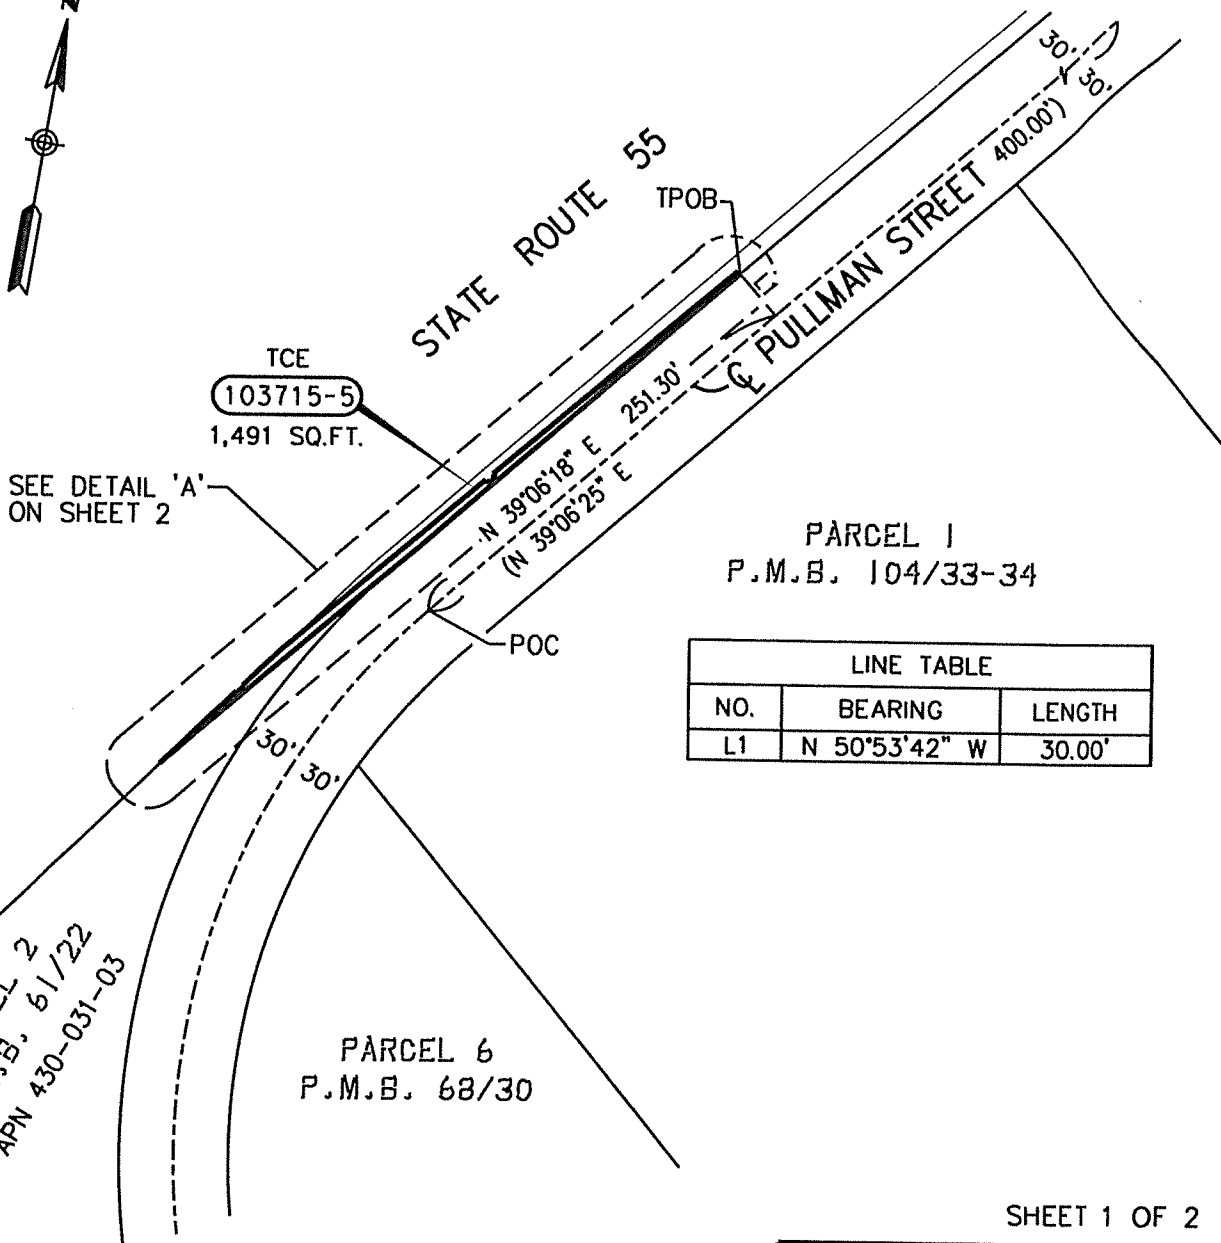 N
STATE ROUTE 55
TPOB
30'
30'
400.00')
L1
℄ PULLMAN STREET
TCE
103715-5
1,491 SQ.FT.
251.30'
N 39°06'18" E
(N 39°06'25" E
SEE DETAIL 'A'
ON SHEET 2
PARCEL 1
P.M.B. 104/33-34
POC
LINE TABLE
NO. BEARING LENGTH
L1 N 50°53'42" W 30.00'
30'
30'
2
.B. 61/22
APN 430-031-03
PARCEL 6
P.M.B. 68/30
SHEET 1 OF 2